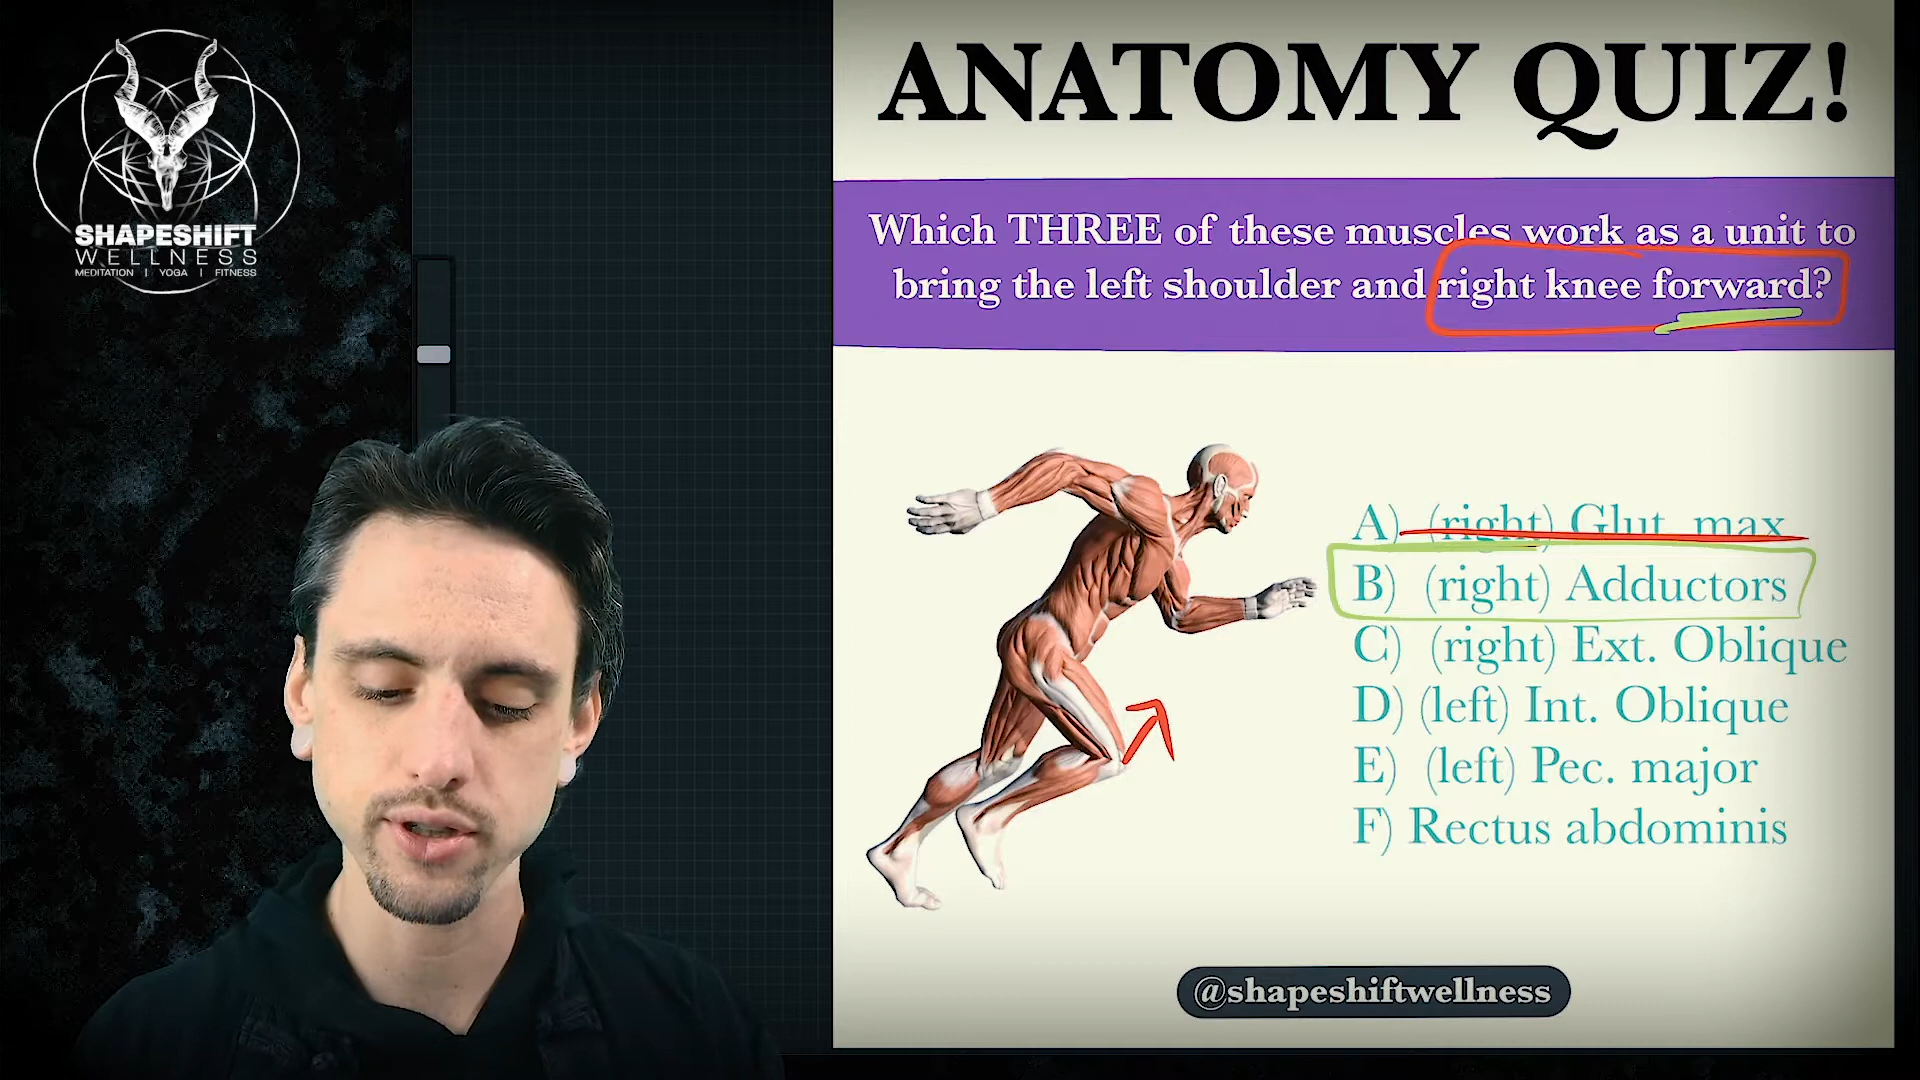 SHAPESHIFT
WELLNESS
MEDITATION | YOGA | FITNESS
ANATOMY QUIZ!
Which THREE of these muscles work as a unit to
bring the left shoulder and right knee forward?
A) (right) Glut. max
B) (right) Adductors
C) (right) Ext. Oblique
D) (left) Int. Oblique
E) (left) Pec. major
F) Rectus abdominis
@shapeshiftwellness